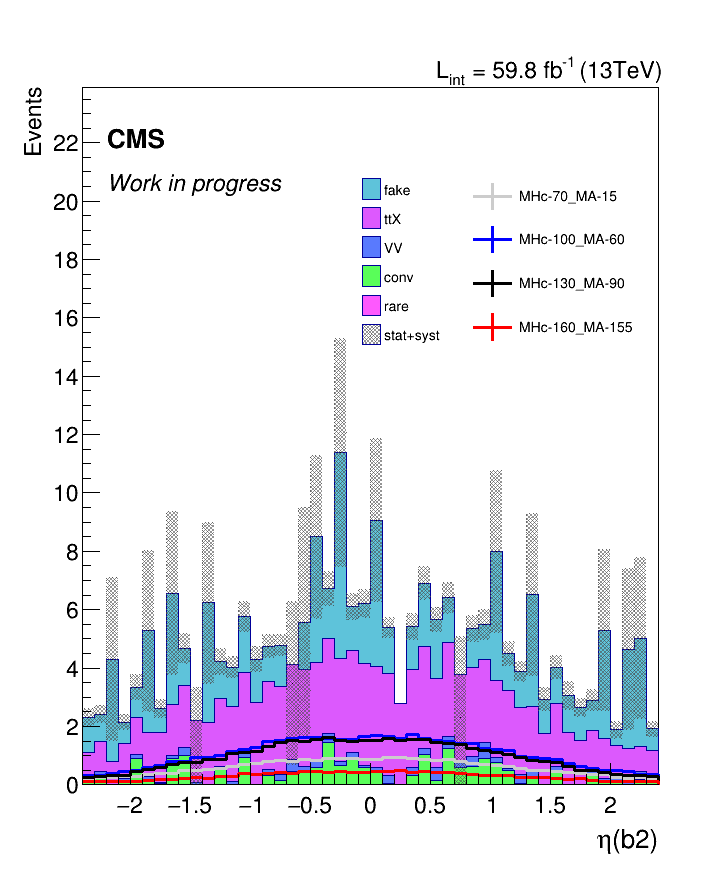 L_int = 59.8 fb^-1 (13TeV)
Events
CMS
Work in progress
fake
ttX
VV
conv
rare
stat+syst
MHc-70_MA-15
MHc-100_MA-60
MHc-130_MA-90
MHc-160_MA-155
22
20
18
16
14
12
10
8
6
4
2
0
−2 −1.5 −1 −0.5 0 0.5 1 1.5 2
η(b2)